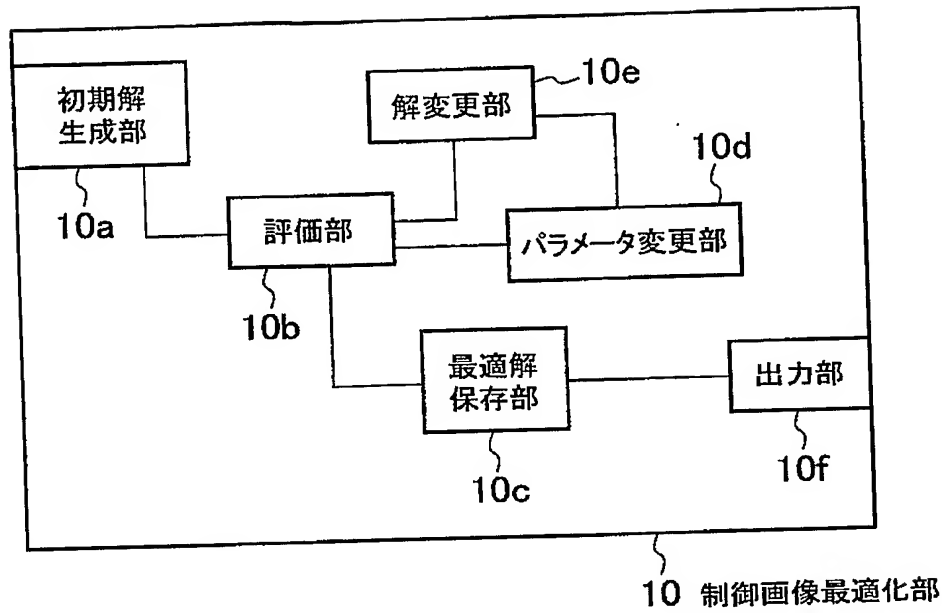 初期解
生成部
10a
解変更部
10e
評価部
10b
パラメータ変更部
10d
最適解
保存部
10c
出力部
10f
10 制御画像最適化部